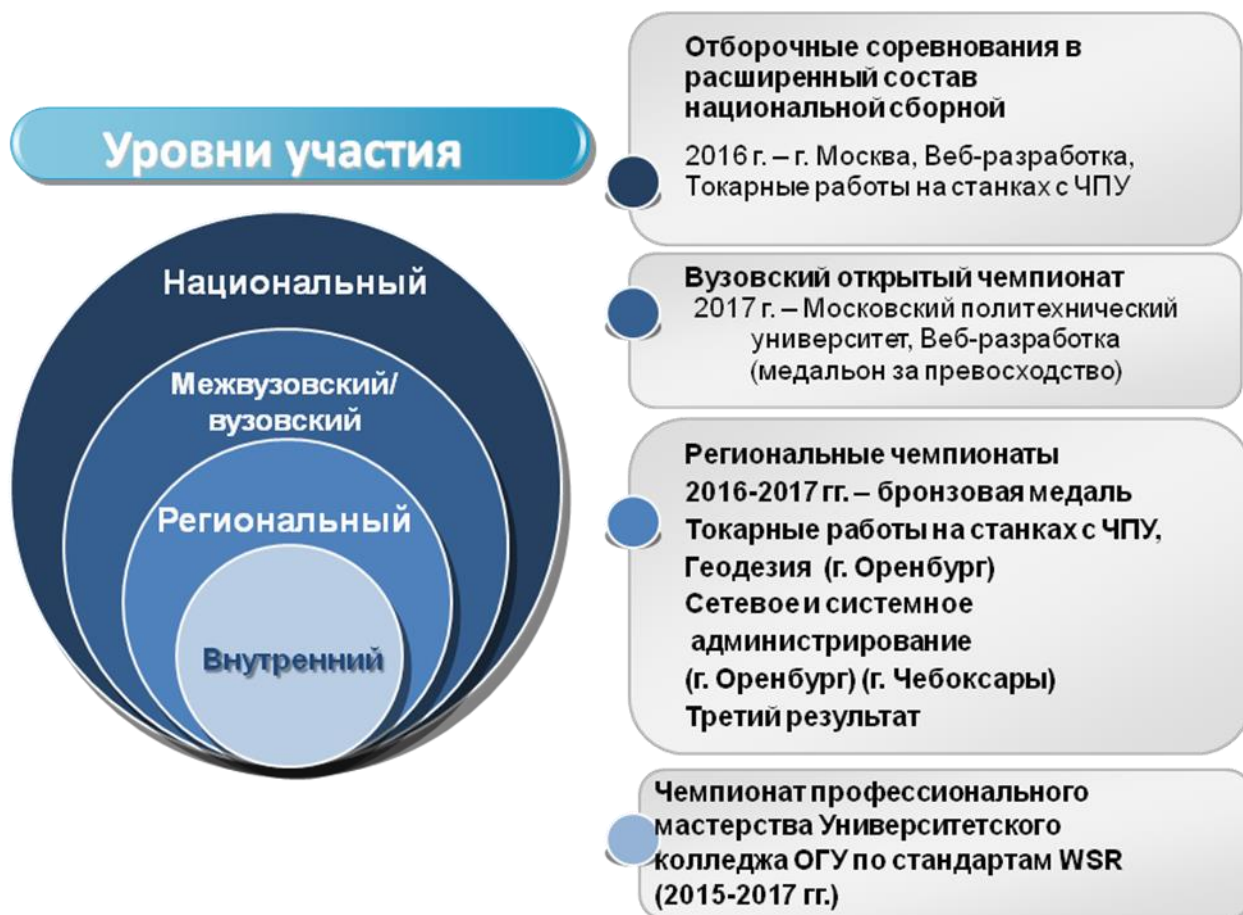 Уровни участия
Национальный
Межвузовский/
вузовский
Региональный
Внутренний
Отборочные соревнования в
расширенный состав
национальной сборной
2016 г. – г. Москва, Веб-разработка,
Токарные работы на станках с ЧПУ
Вузовский открытый чемпионат
2017 г. – Московский политехнический
университет, Веб-разработка
(медальон за превосходство)
Региональные чемпионаты
2016-2017 гг. – бронзовая медаль
Токарные работы на станках с ЧПУ,
Геодезия (г. Оренбург)
Сетевое и системное
администрирование
(г. Оренбург) (г. Чебоксары)
Третий результат
Чемпионат профессионального
мастерства Университетского
колледжа ОГУ по стандартам WSR
(2015-2017 гг.)